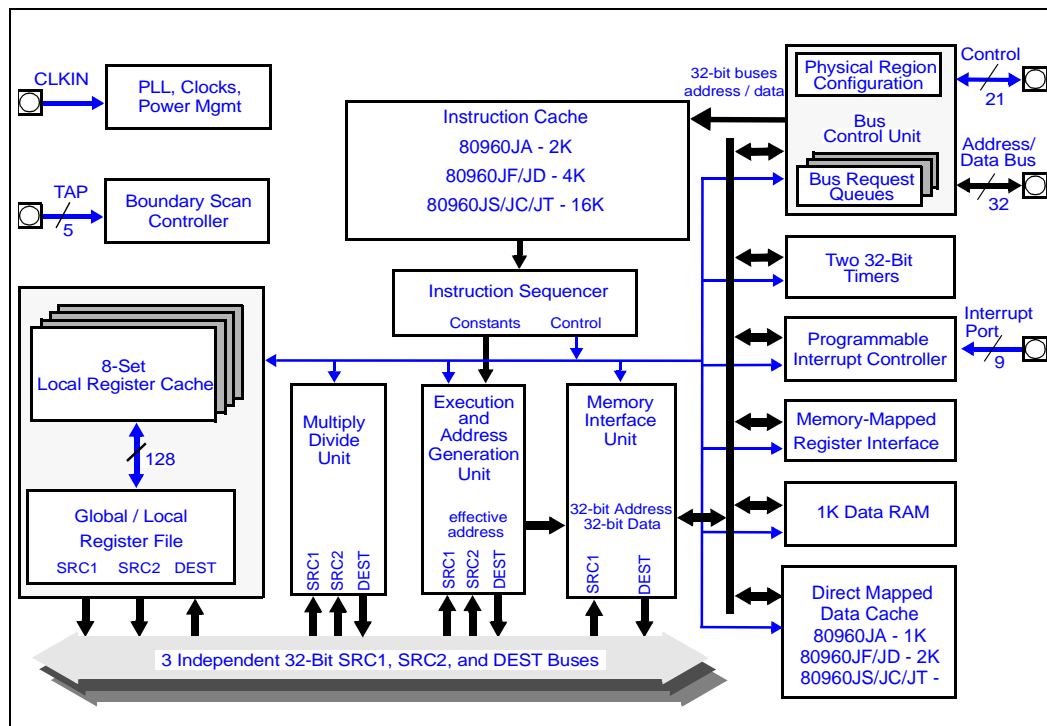 CLKIN
PLL, Clocks,
Power Mgmt
TAP
5
Boundary Scan
Controller
Instruction Cache
80960JA - 2K
80960JF/JD - 4K
80960JS/JC/JT - 16K
32-bit buses
address / data
Physical Region
Configuration
Bus
Control Unit
Bus Request
Queues
Control
21
Address/
Data Bus
32
Instruction Sequencer
Constants
Control
Two 32-Bit
Timers
Programmable
Interrupt Controller
Interrupt
Port
9
Memory-Mapped
Register Interface
1K Data RAM
Direct Mapped
Data Cache
80960JA - 1K
80960JF/JD - 2K
80960JS/JC/JT -
8-Set
Local Register Cache
128
Global / Local
Register File
SRC1
SRC2
DEST
Multiply
Divide
Unit
SRC1
SRC2
DEST
Execution
and
Address
Generation
Unit
effective
address
SRC1
SRC2
DEST
Memory
Interface
Unit
32-bit Address
32-bit Data
SRC1
DEST
3 Independent 32-Bit SRC1, SRC2, and DEST Buses